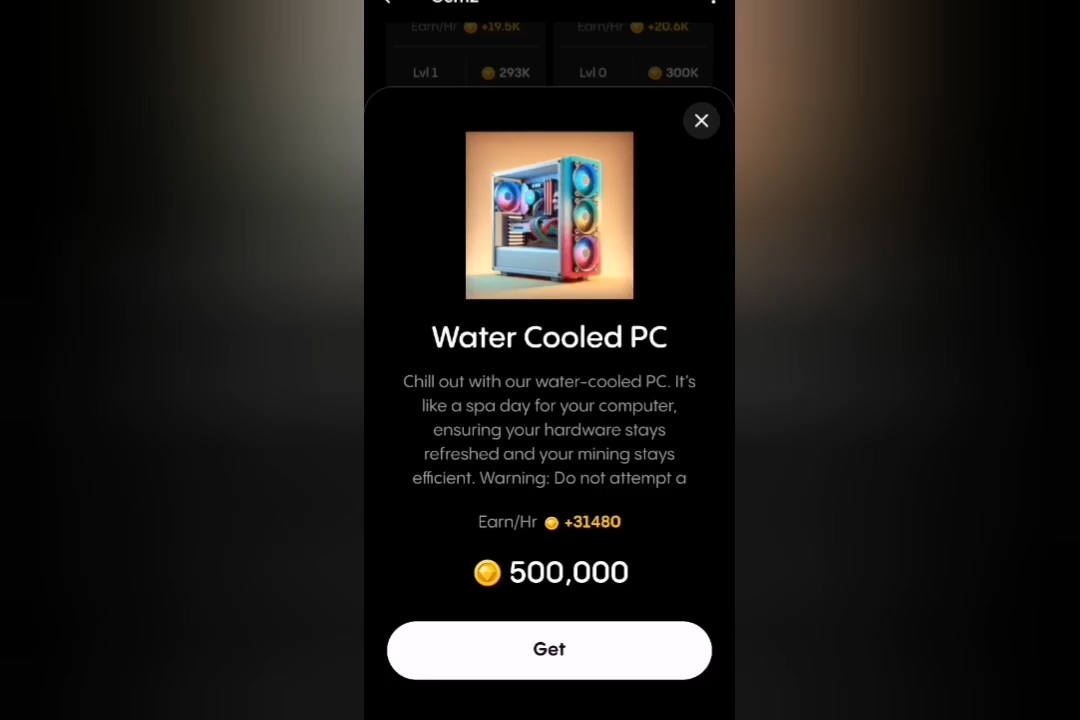 Earn/Hr +19.5K Earn/Hr +20.6K
Lvl 1 293K Lvl 0 300K
Water Cooled PC
Chill out with our water-cooled PC. It's
like a spa day for your computer,
ensuring your hardware stays
refreshed and your mining stays
efficient. Warning: Do not attempt a
Earn/Hr +31480
500,000
Get